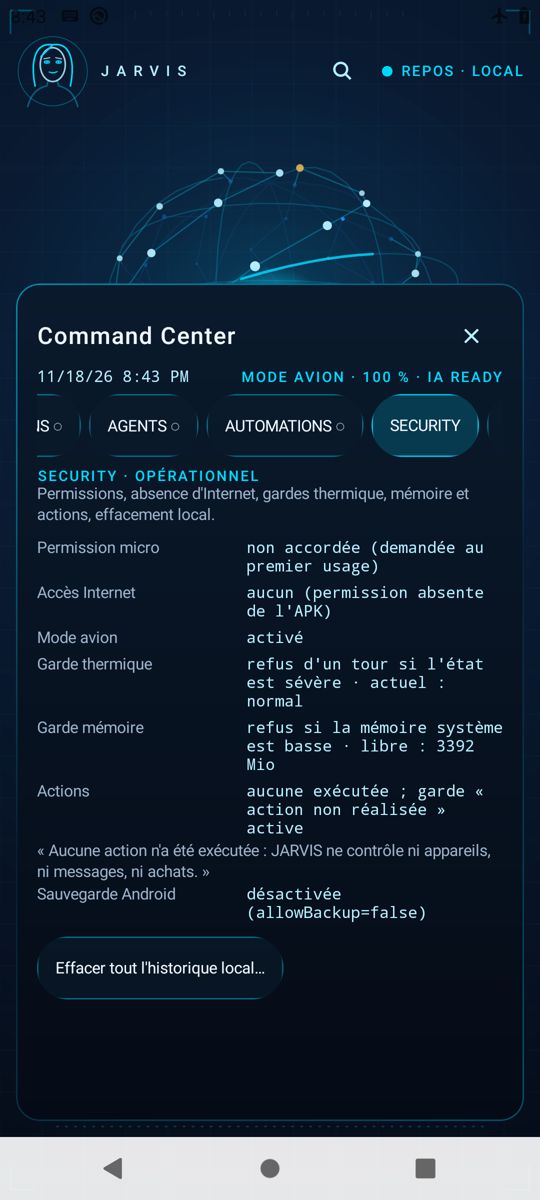 8:43
JARVIS
REPOS · LOCAL
Command Center
11/18/26 8:43 PM
MODE AVION · 100 % · IA READY
NS ○
AGENTS ○
AUTOMATIONS ○
SECURITY
SECURITY · OPÉRATIONNEL
Permissions, absence d'Internet, gardes thermique, mémoire et
actions, effacement local.
Permission micro
non accordée (demandée au
premier usage)
Accès Internet
aucun (permission absente
de l'APK)
Mode avion
activé
Garde thermique
refus d'un tour si l'état
est sévère · actuel :
normal
Garde mémoire
refus si la mémoire système
est basse · libre : 3392
Mio
Actions
aucune exécutée ; garde «
action non réalisée »
active
« Aucune action n'a été exécutée : JARVIS ne contrôle ni appareils,
ni messages, ni achats. »
Sauvegarde Android
désactivée
(allowBackup=false)
Effacer tout l'historique local…